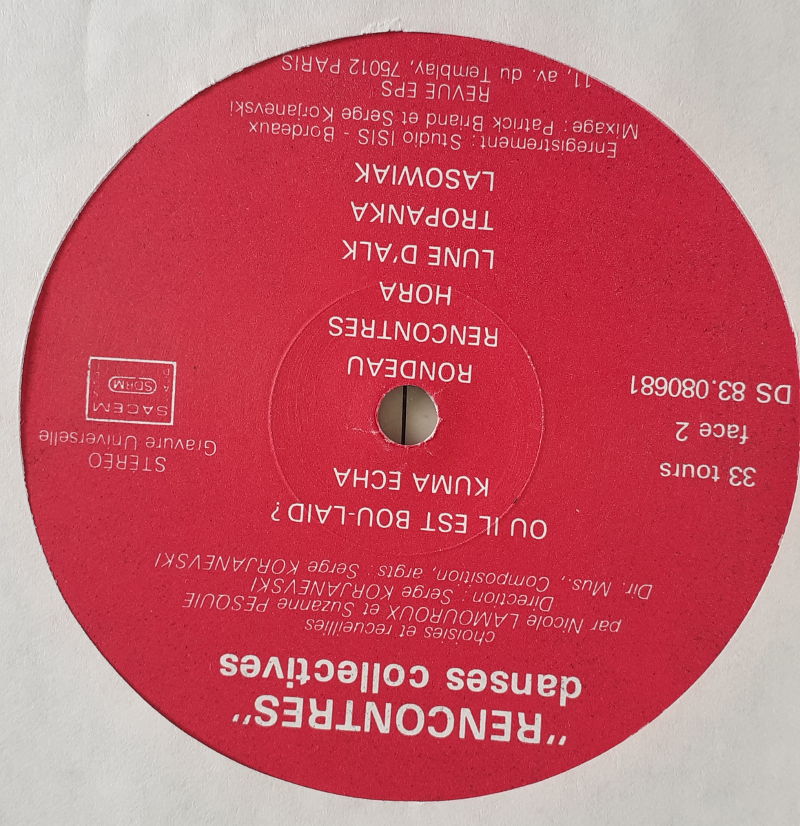 "RENCONTRES"
danses collectives
choisies et recueillies
par Nicole LAMOUROUX et Suzanne PESQUIE
Direction : Serge KORJANEVSKI
Dir. Mus., Composition, argts : Serge KORJANEVSKI
OU IL EST BOU-LAID ?
KUMA ECHA
33 tours
face 2
DS 83.080681
STÉREO
Gravure Universelle
SACEM
SDRM
RONDEAU
RENCONTRES
HORA
LUNE D'ALK
TROPANKA
LASOWIAK
Enregistrement : Studio ISIS - Bordeaux
Mixage : Patrick Briand et Serge Korjanevski
REVUE EPS
11, av. du Temblay, 75012 PARIS